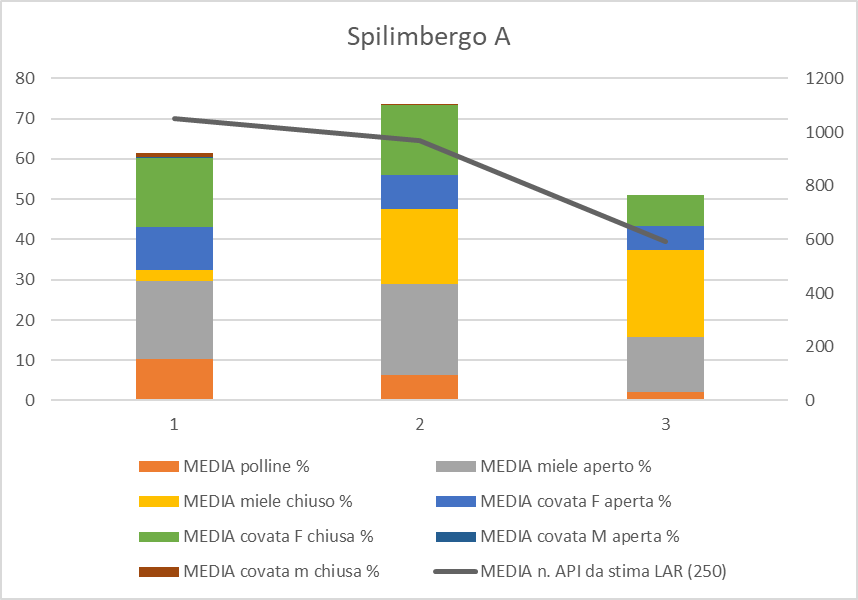 Spilimbergo A
80 1200
70 1000
60
50 800
40 600
30 400
20
10 200
0 0
1 2 3
MEDIA polline % MEDIA miele aperto %
MEDIA miele chiuso % MEDIA covata F aperta %
MEDIA covata F chiusa % MEDIA covata M aperta %
MEDIA covata m chiusa % MEDIA n. API da stima LAR (250)